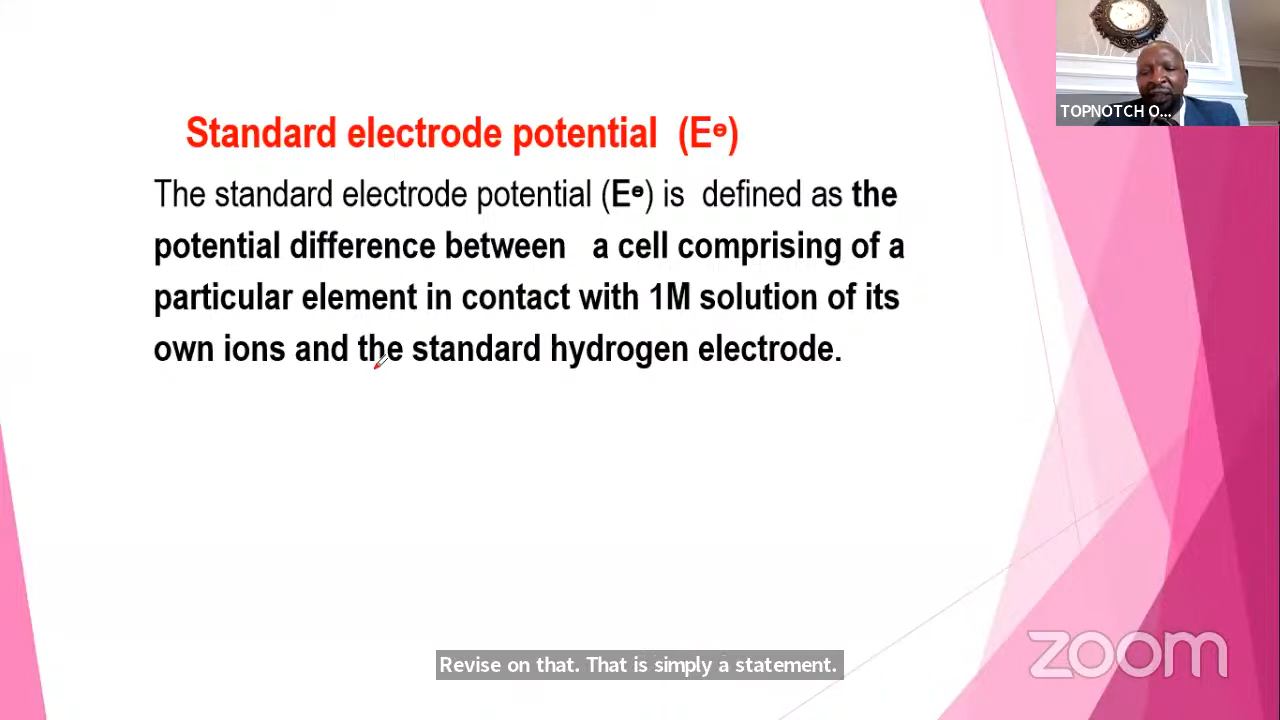 TOPNOTCH O...
Standard electrode potential (Eᶱ)
The standard electrode potential (Eᶱ) is defined as the
potential difference between a cell comprising of a
particular element in contact with 1M solution of its
own ions and the standard hydrogen electrode.
Revise on that. That is simply a statement.
zoom